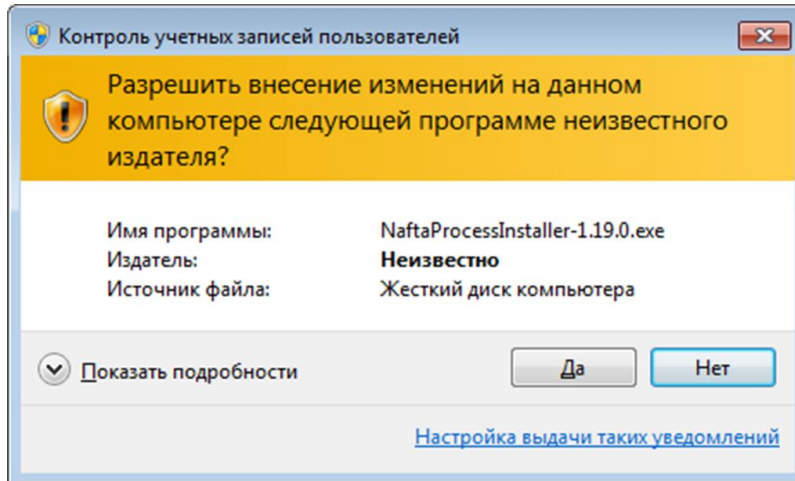 Контроль учетных записей пользователей
Разрешить внесение изменений на данном
компьютере следующей программе неизвестного
издателя?
Имя программы: NaftaProcessInstaller-1.19.0.exe
Издатель: Неизвестно
Источник файла: Жесткий диск компьютера
Показать подробности Да Нет
Настройка выдачи таких уведомлений